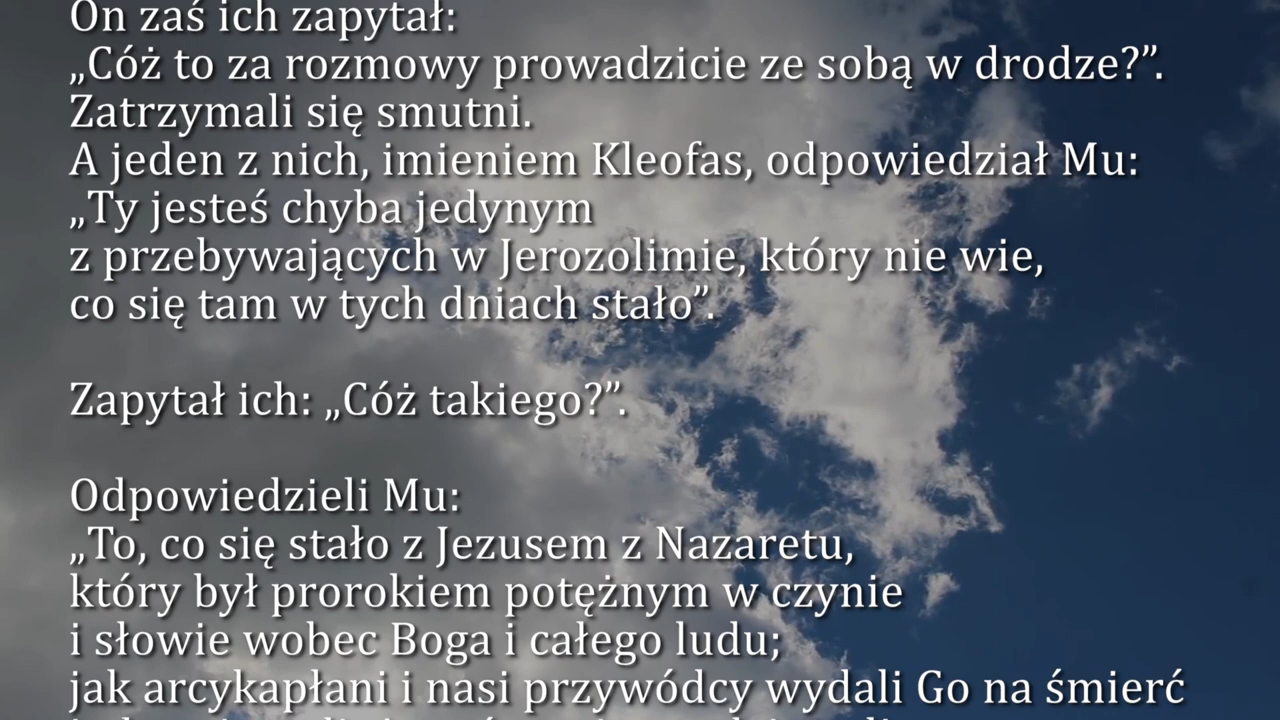 On zaś ich zapytał:
„Cóż to za rozmowy prowadzicie ze sobą w drodze?”.
Zatrzymali się smutni.
A jeden z nich, imieniem Kleofas, odpowiedział Mu:
„Ty jesteś chyba jedynym
z przebywających w Jerozolimie, który nie wie,
co się tam w tych dniach stało”.
Zapytał ich: „Cóż takiego?”.
Odpowiedzieli Mu:
„To, co się stało z Jezusem z Nazaretu,
który był prorokiem potężnym w czynie
i słowie wobec Boga i całego ludu;
jak arcykapłani i nasi przywódcy wydali Go na śmierć